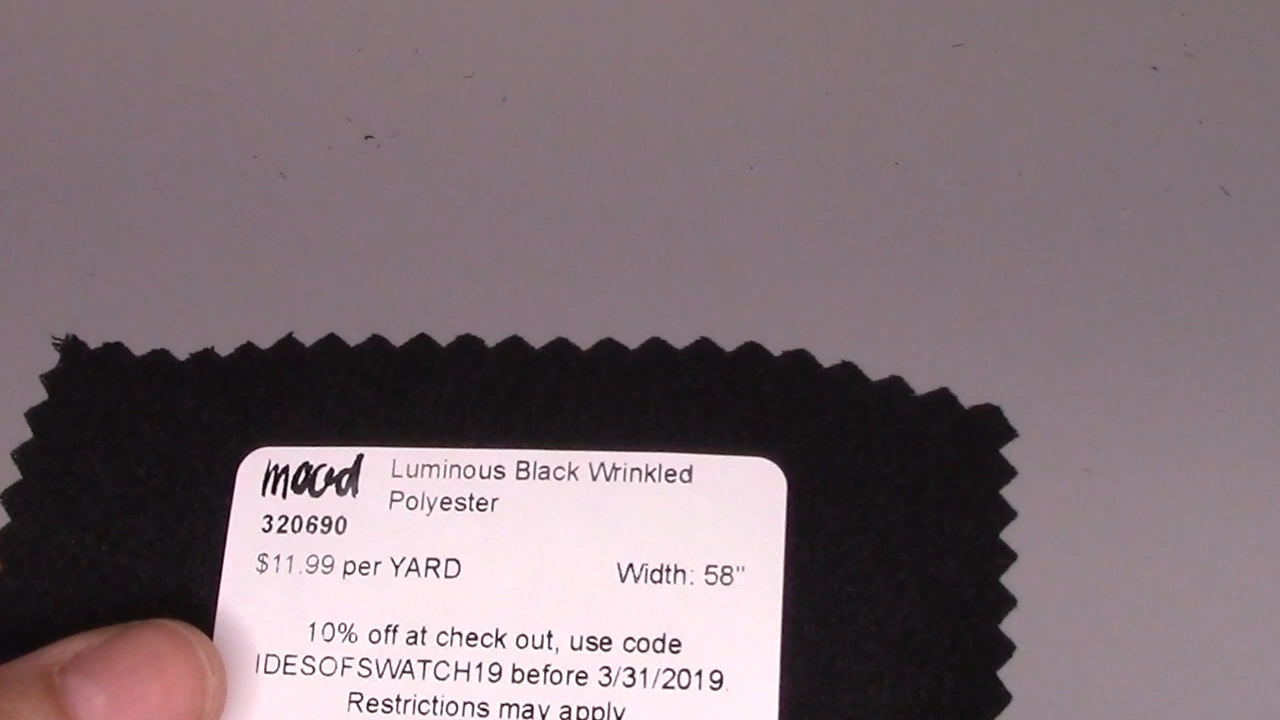 mood
Luminous Black Wrinkled
Polyester
320690
$11.99 per YARD
Width: 58"
10% off at check out, use code
IDESOFSWATCH19 before 3/31/2019.
Restrictions may apply